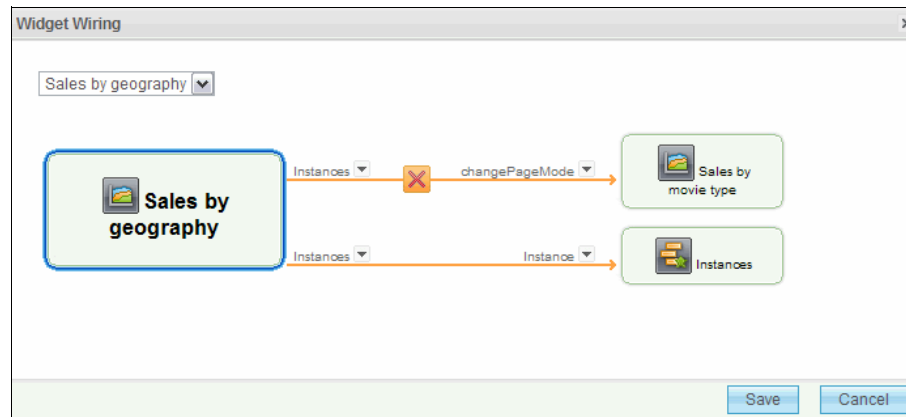 Widget Wiring
Sales by geography
Instances changePageMode
Sales by
movie type
Sales by
geography
Instances Instance
Instances
Save Cancel